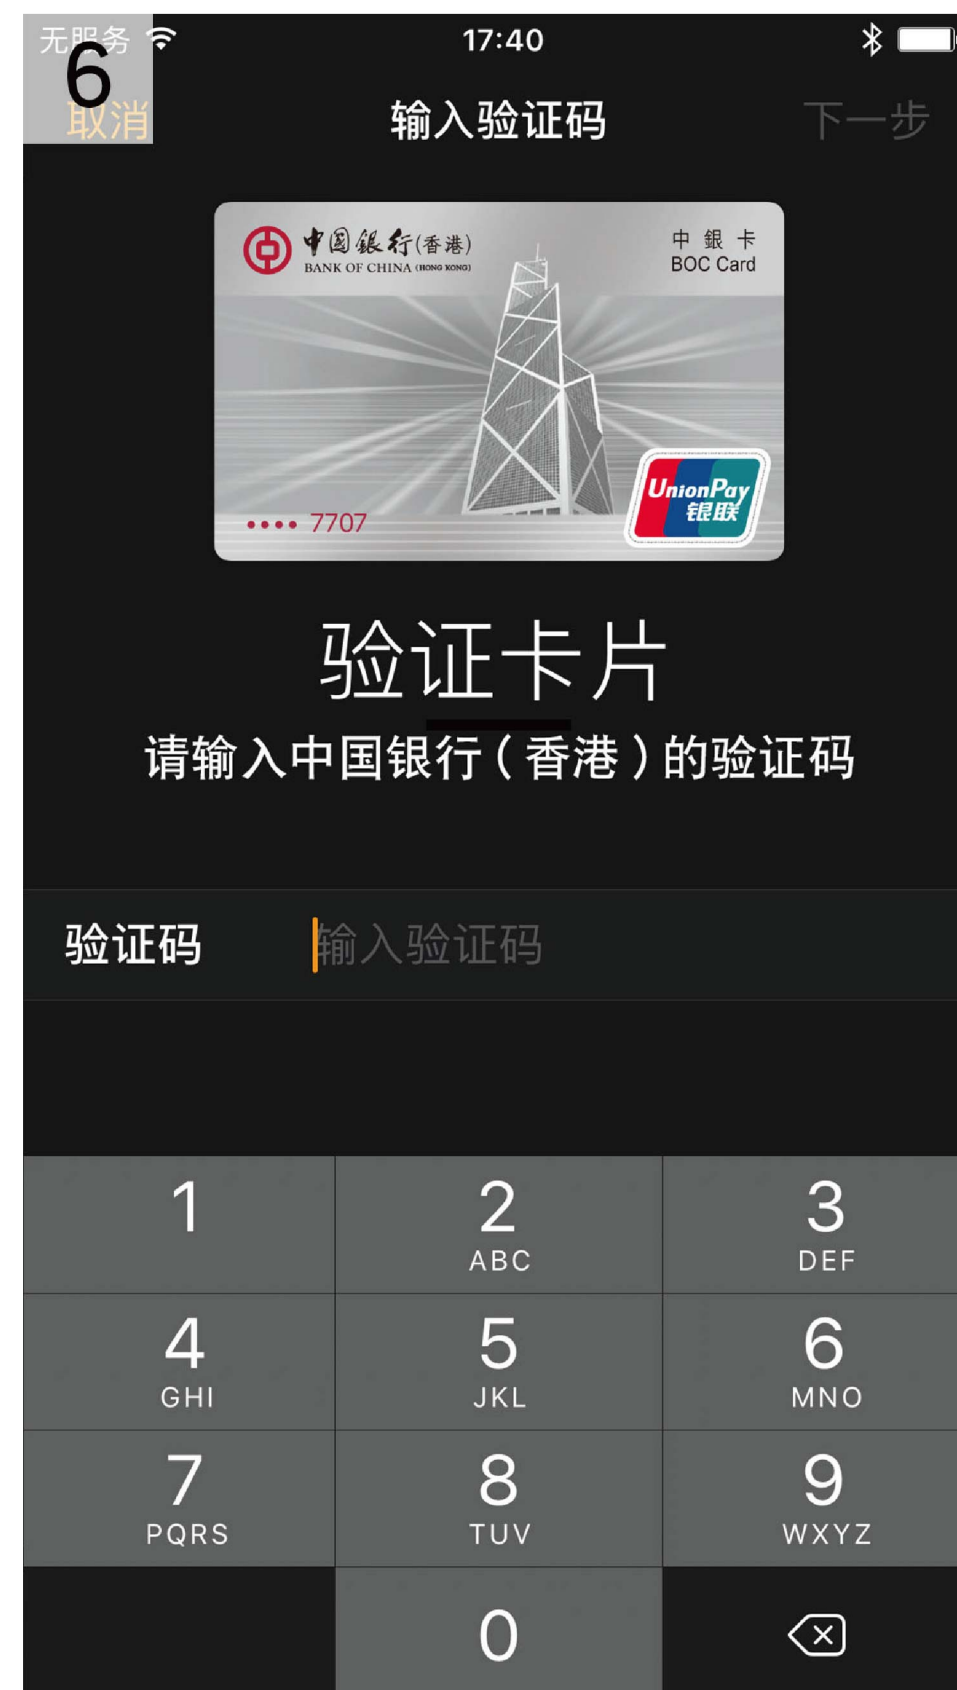 无服务 17:40
6
取消 输入验证码 下一步
中国銀行(香港) 中銀卡
BANK OF CHINA (HONG KONG) BOC Card
UnionPay
银联
•••• 7707
验证卡片
请输入中国银行(香港)的验证码
验证码 输入验证码
1 2 3
ABC DEF
4 5 6
GHI JKL MNO
7 8 9
PQRS TUV WXYZ
0